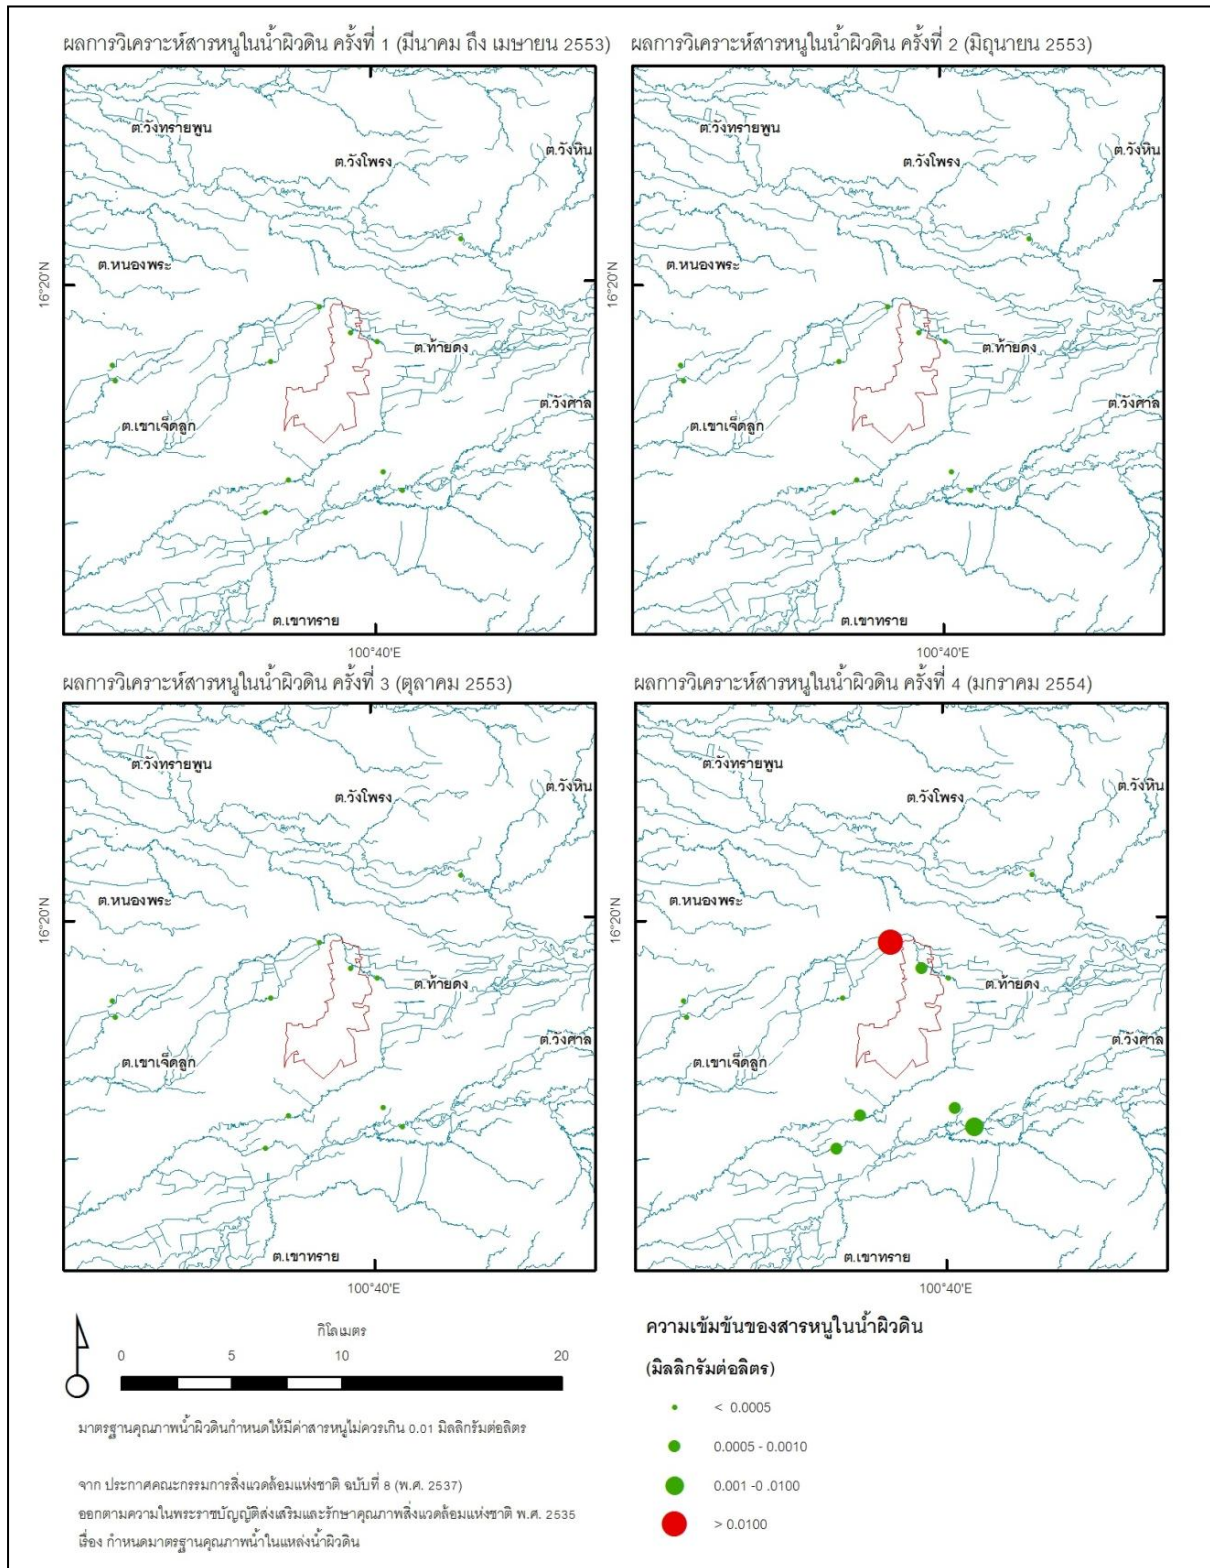 ผลการวิเคราะห์สารหนูในน้ำผิวดิน ครั้งที่ 1 (มีนาคม ถึง เมษายน 2553)
ผลการวิเคราะห์สารหนูในน้ำผิวดิน ครั้งที่ 2 (มิถุนายน 2553)
ต.วังทรายพูน
ต.วังโพรง
ต.วังหิน
ต.หนองพระ
16°20'N
ต.ท้ายดง
ต.วังศาล
ต.เขาเจ็ดลูก
ต.เขาทราย
100°40'E
ต.วังทรายพูน
ต.วังโพรง
ต.วังหิน
ต.หนองพระ
16°20'N
ต.ท้ายดง
ต.วังศาล
ต.เขาเจ็ดลูก
ต.เขาทราย
100°40'E
ผลการวิเคราะห์สารหนูในน้ำผิวดิน ครั้งที่ 3 (ตุลาคม 2553)
ผลการวิเคราะห์สารหนูในน้ำผิวดิน ครั้งที่ 4 (มกราคม 2554)
ต.วังทรายพูน
ต.วังโพรง
ต.วังหิน
ต.หนองพระ
16°20'N
ต.ท้ายดง
ต.วังศาล
ต.เขาเจ็ดลูก
ต.เขาทราย
100°40'E
ต.วังทรายพูน
ต.วังโพรง
ต.วังหิน
ต.หนองพระ
16°20'N
ต.ท้ายดง
ต.วังศาล
ต.เขาเจ็ดลูก
ต.เขาทราย
100°40'E
กิโลเมตร
0 5 10 20
มาตรฐานคุณภาพน้ำผิวดินกำหนดให้มีค่าสารหนูไม่ควรเกิน 0.01 มิลลิกรัมต่อลิตร
จาก ประกาศคณะกรรมการสิ่งแวดล้อมแห่งชาติ ฉบับที่ 8 (พ.ศ. 2537)
ออกตามความในพระราชบัญญัติส่งเสริมและรักษาคุณภาพสิ่งแวดล้อมแห่งชาติ พ.ศ. 2535
เรื่อง กำหนดมาตรฐานคุณภาพน้ำในแหล่งน้ำผิวดิน
ความเข้มข้นของสารหนูในน้ำผิวดิน
(มิลลิกรัมต่อลิตร)
< 0.0005
0.0005 - 0.0010
0.001 -0 .0100
> 0.0100